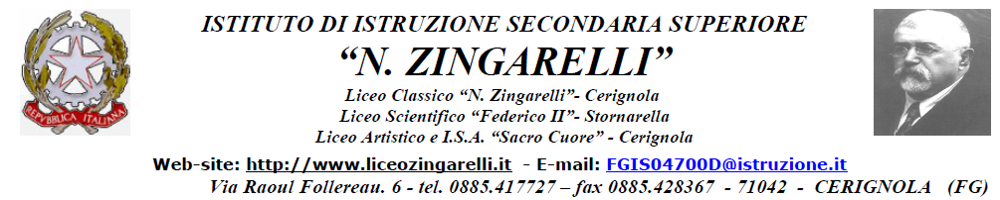 ISTITUTO DI ISTRUZIONE SECONDARIA SUPERIORE
“N. ZINGARELLI”
Liceo Classico “N. Zingarelli”- Cerignola
Liceo Scientifico “Federico II”- Stornarella
Liceo Artistico e I.S.A. “Sacro Cuore” - Cerignola
REPVBBLICA ITALIANA
Web-site: http://www.liceozingarelli.it - E-mail: FGIS04700D@istruzione.it
Via Raoul Follereau. 6 - tel. 0885.417727 – fax 0885.428367 - 71042 - CERIGNOLA (FG)